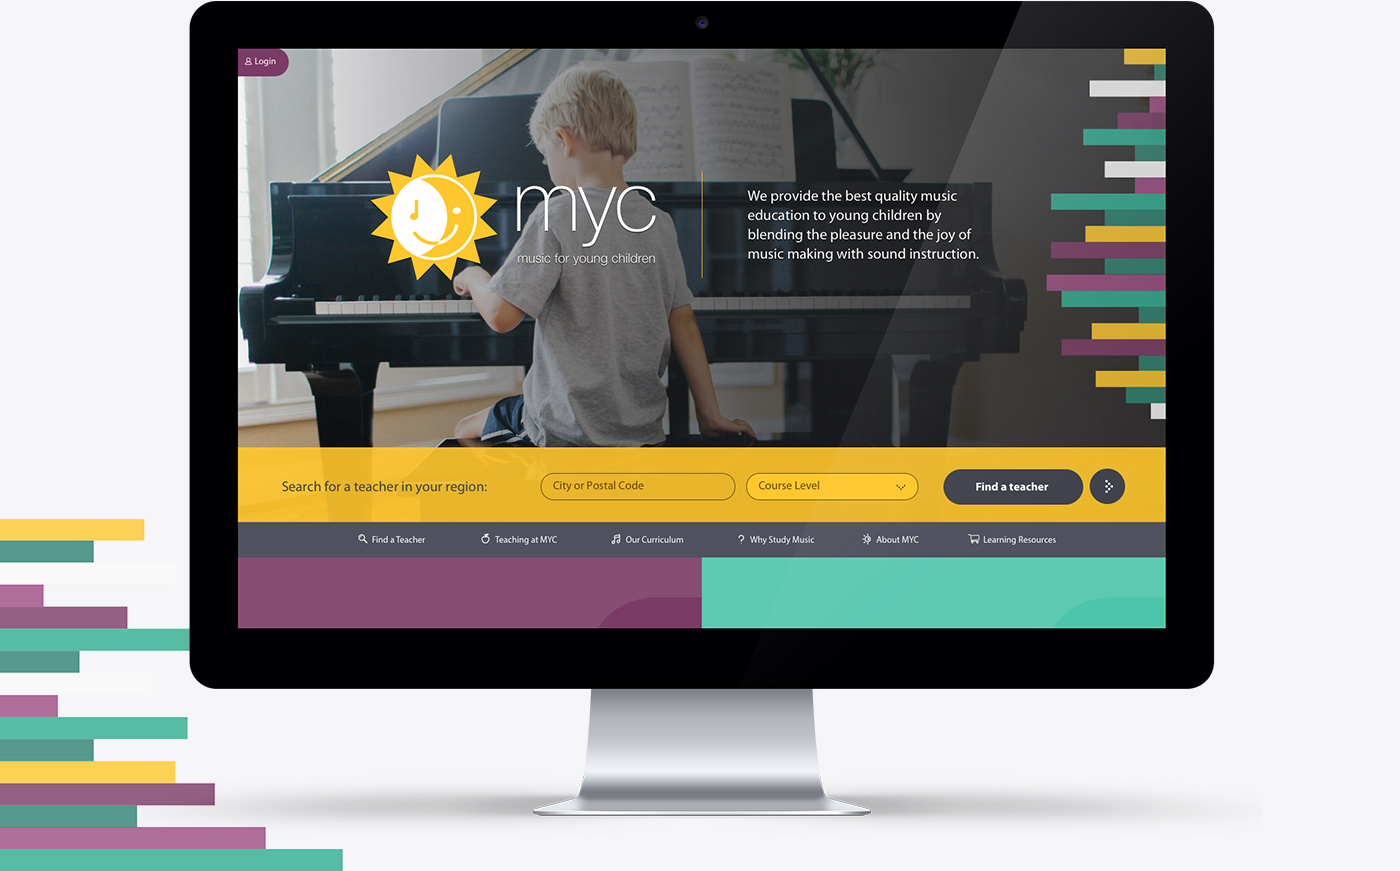 Login
myc
music for young children
We provide the best quality music
education to young children by
blending the pleasure and the joy of
music making with sound instruction.
Search for a teacher in your region:
City or Postal Code
Course Level
Find a teacher
Find a Teacher
Teaching at MYC
Our Curriculum
Why Study Music
About MYC
Learning Resources